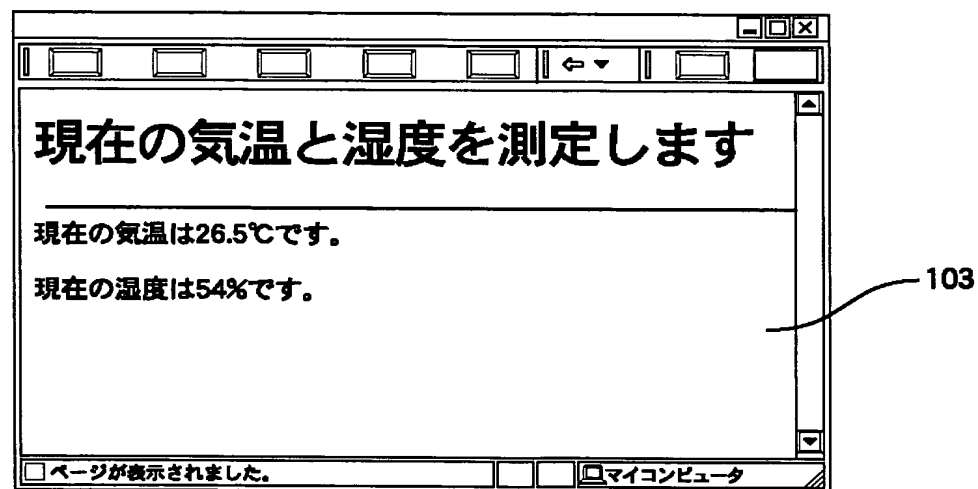 現在の気温と湿度を測定します
現在の気温は26.5℃です。
現在の湿度は54%です。
103
ページが表示されました。
マイコンピュータ